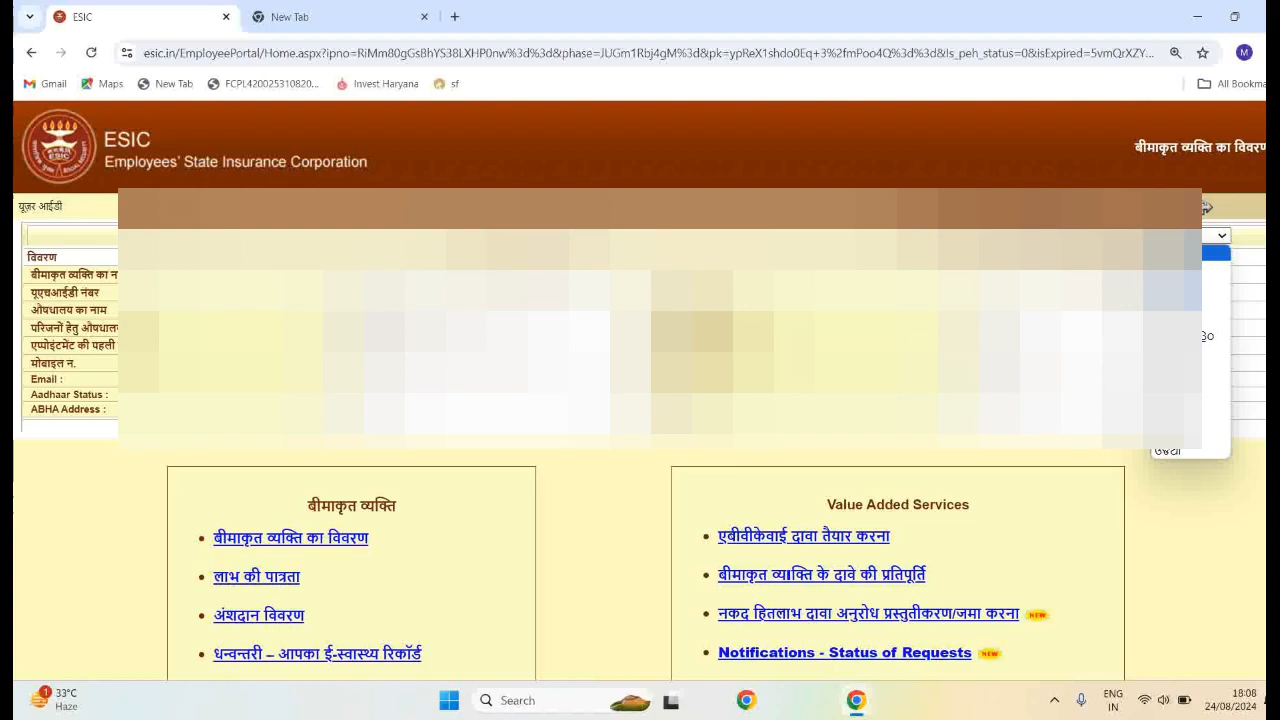 ESIC
New Tab
esic.in/EmployeePortal/Home.aspx?ipno=RiMm80gGsBhYS38LXHP0nw%3d%3d&phase=JUGm1Rbj4gM%3d&pk=ypReX1shdo0Eq+3%2fmPoo4Q%3d%3d&Is_peh_status=0&isExpired=5vmQrXZY...
M
Gmail
Maps
New Tab
FCPL420025310820...
Invest Haryana
sf
All Bookma
ESIC
Employees' State Insurance Corporation
बीमाकृत व्यक्ति का विवरण
यूज़र आईडी
विवरण
बीमाकृत व्यक्ति का न
यूएचआईडी नंबर
औषधालय का नाम
परिजनों हेतु औषधाल
एप्पोइंटमेंट की पहली
मोबाइल न.
Email :
Aadhaar Status :
ABHA Address :
बीमाकृत व्यक्ति
बीमाकृत व्यक्ति का विवरण
लाभ की पात्रता
अंशदान विवरण
धन्वन्तरी – आपका ई-स्वास्थ्य रिकॉर्ड
Value Added Services
एबीवीकेवाई दावा तैयार करना
बीमाकृत व्यक्ति के दावे की प्रतिपूर्ति
नकद हितलाभ दावा अनुरोध प्रस्तुतीकरण/जमा करना NEW
Notifications - Status of Requests NEW
1
33°C
Haze
Search
ENG
IN
18:08
24/08/2024